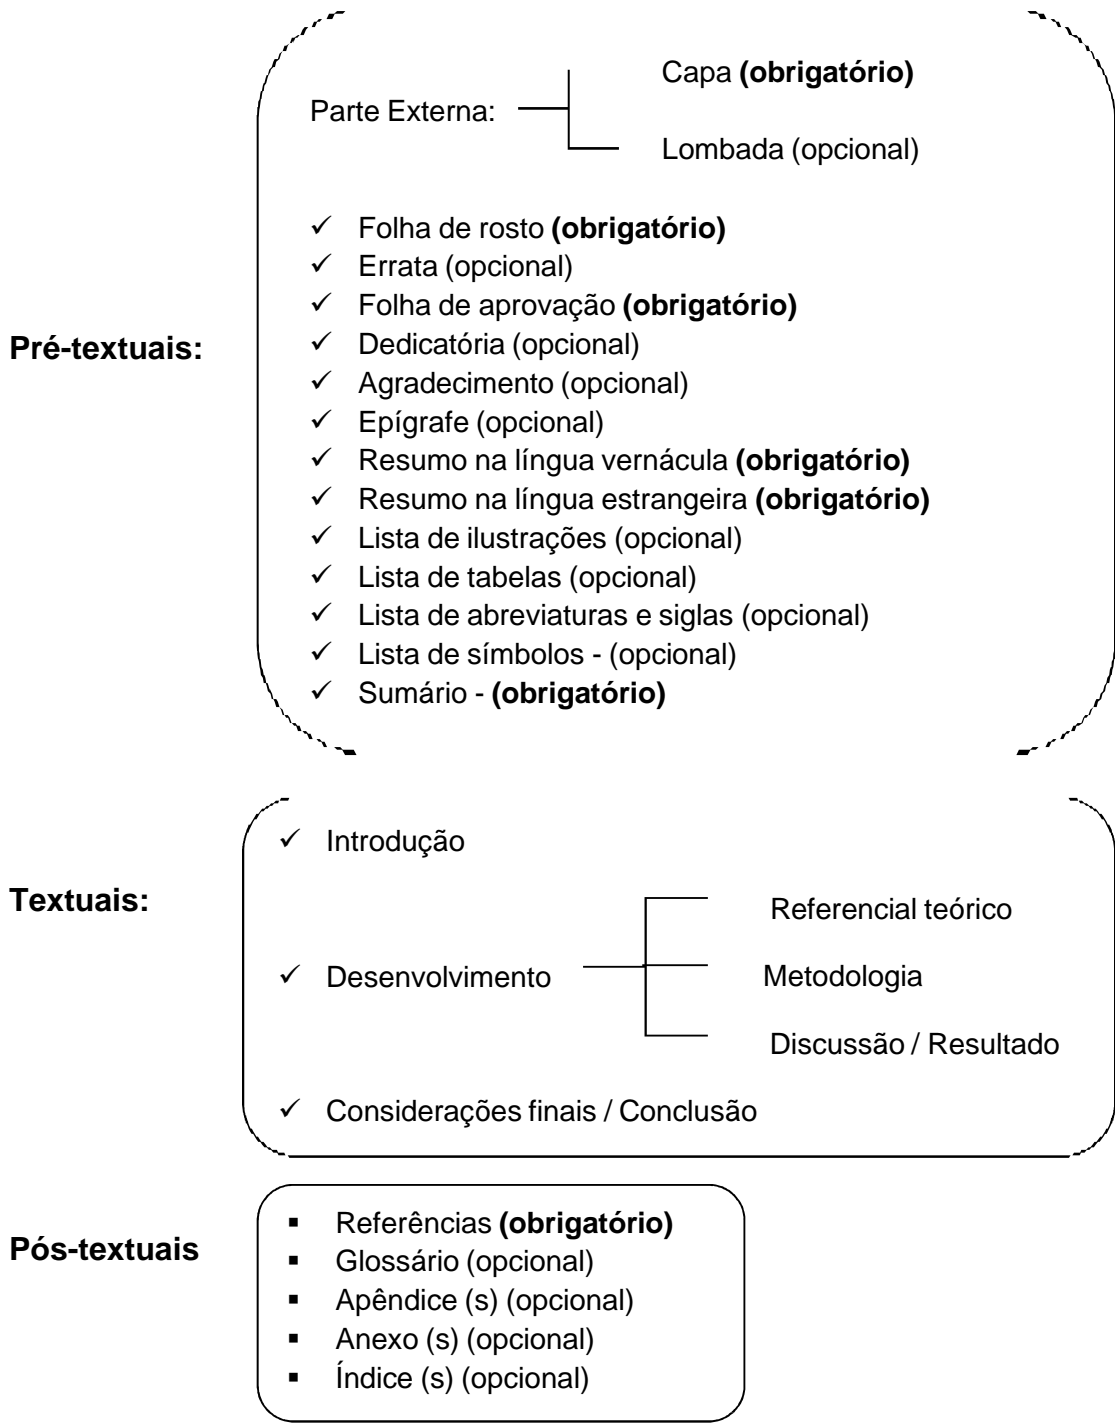 Capa (obrigatório)
Parte Externa:
Lombada (opcional)
Pré-textuais:
✓ Folha de rosto (obrigatório)
✓ Errata (opcional)
✓ Folha de aprovação (obrigatório)
✓ Dedicatória (opcional)
✓ Agradecimento (opcional)
✓ Epígrafe (opcional)
✓ Resumo na língua vernácula (obrigatório)
✓ Resumo na língua estrangeira (obrigatório)
✓ Lista de ilustrações (opcional)
✓ Lista de tabelas (opcional)
✓ Lista de abreviaturas e siglas (opcional)
✓ Lista de símbolos - (opcional)
✓ Sumário - (obrigatório)
Textuais:
✓ Introdução
✓ Desenvolvimento
Referencial teórico
Metodologia
Discussão / Resultado
✓ Considerações finais / Conclusão
Pós-textuais
▪ Referências (obrigatório)
▪ Glossário (opcional)
▪ Apêndice (s) (opcional)
▪ Anexo (s) (opcional)
▪ Índice (s) (opcional)